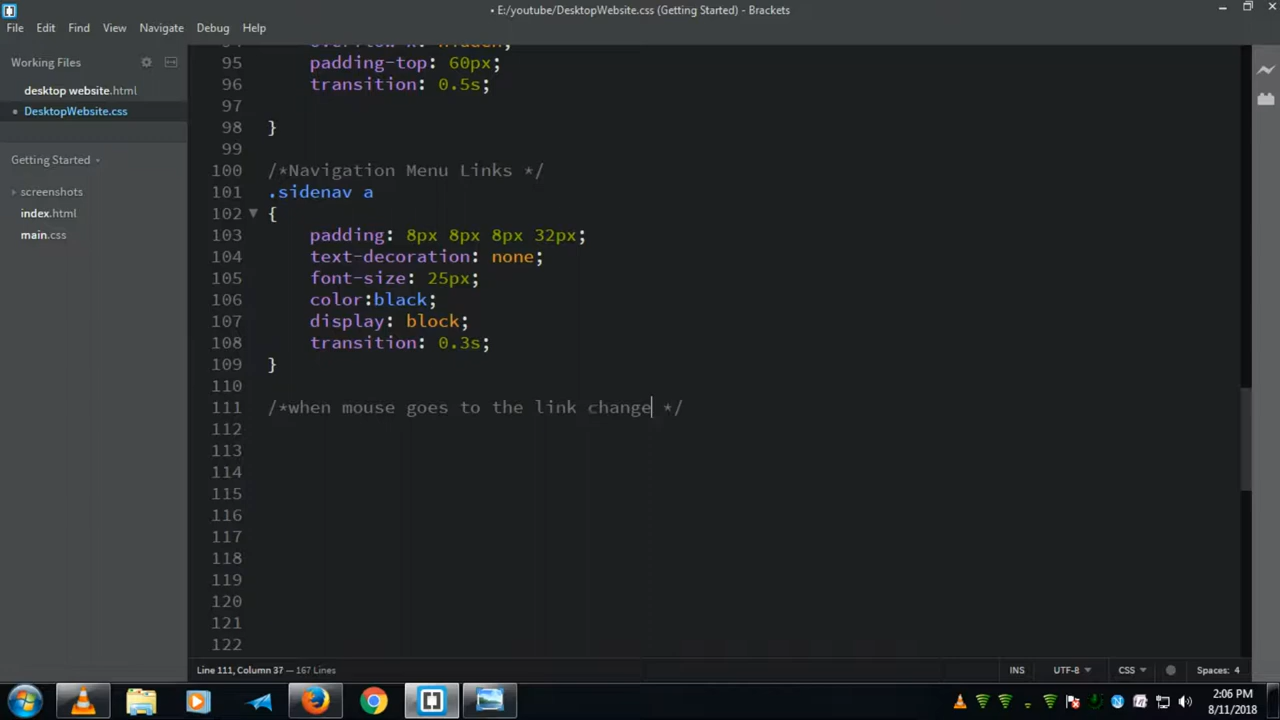 • E:/youtube/DesktopWebsite.css (Getting Started) - Brackets
File Edit Find View Navigate Debug Help
Working Files
desktop website.html
• DesktopWebsite.css
Getting Started
screenshots
index.html
main.css
94 overflow-x: hidden;
95 padding-top: 60px;
96 transition: 0.5s;
97
98 }
99
100 /*Navigation Menu Links */
101 .sidenav a
102 {
103 padding: 8px 8px 8px 32px;
104 text-decoration: none;
105 font-size: 25px;
106 color:black;
107 display: block;
108 transition: 0.3s;
109 }
110
111 /*when mouse goes to the link change */
112
113
114
115
116
117
118
119
120
121
122
Line 111, Column 37 — 167 Lines
INS UTF-8 CSS Spaces: 4
2:06 PM
8/11/2018